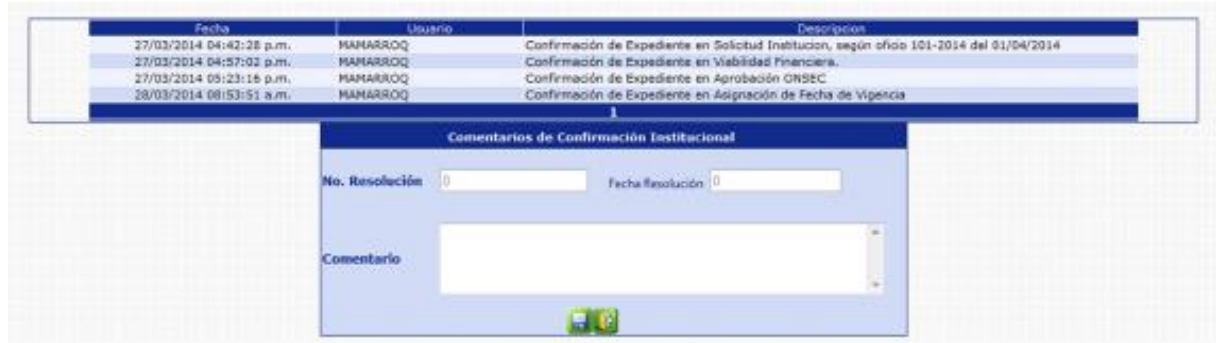 Fecha Usuario Descripcion
27/03/2014 04:42:28 p.m. MAMARROQ Confirmación de Expediente en Solicitud Institucion, según oficio 101-2014 del 01/04/2014
27/03/2014 04:57:02 p.m. MAMARROQ Confirmación de Expediente en Viabilidad Financiera.
27/03/2014 05:23:16 p.m. MAMARROQ Confirmación de Expediente en Aprobación ONSEC
28/03/2014 08:53:51 a.m. MAMARROQ Confirmación de Expediente en Asignación de Fecha de Vigencia
1
Comentarios de Confirmación Institucional
No. Resolución 0 Fecha Resolución 0
Comentario